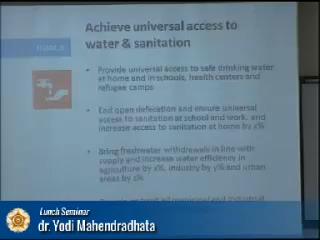 Achieve universal access to
water & sanitation
Provide universal access to safe drinking water
at home and in schools, health centers and
refugee camps
End open defecation and ensure universal
access to sanitation at school and work, and
increase access to sanitation at home by x%
Bring freshwater withdrawals in line with
supply and increase water efficiency in
agriculture by x%, industry by y% and urban
areas by z%
Lunch Seminar
dr. Yodi Mahendradhata